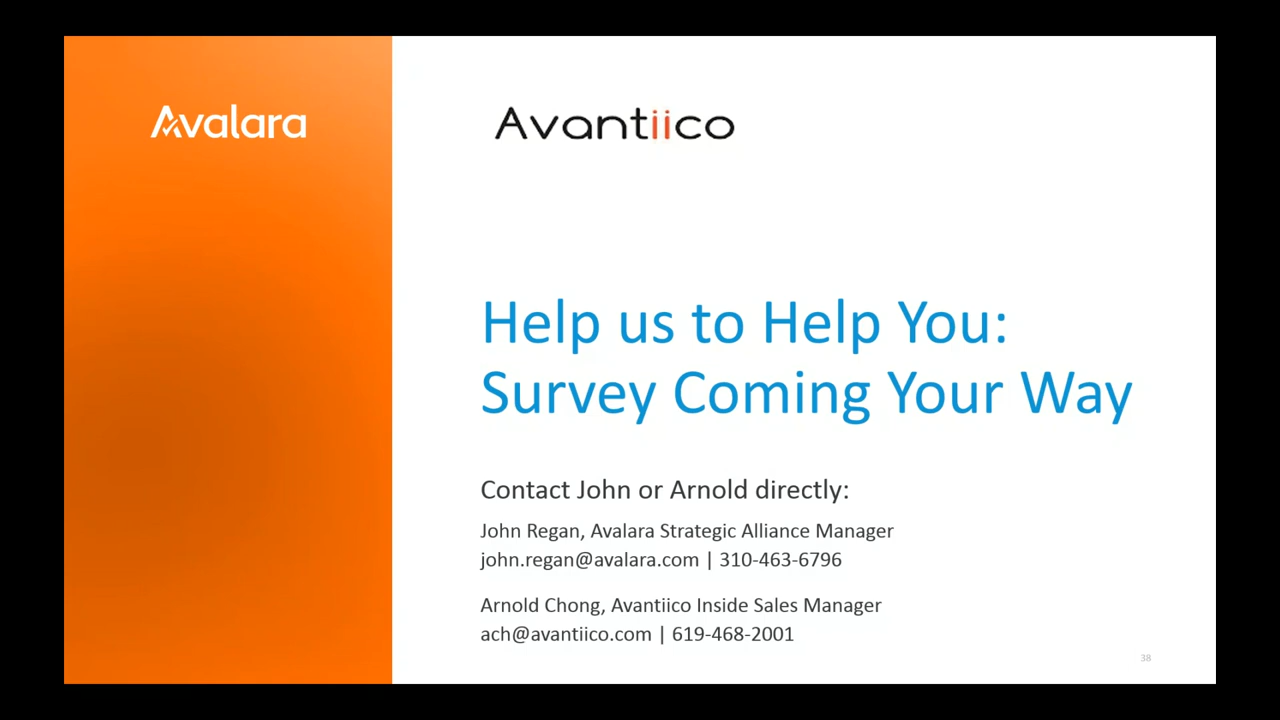 Avalara
Avantiico
Help us to Help You:
Survey Coming Your Way
Contact John or Arnold directly:
John Regan, Avalara Strategic Alliance Manager
john.regan@avalara.com | 310-463-6796
Arnold Chong, Avantiico Inside Sales Manager
ach@avantiico.com | 619-468-2001
38